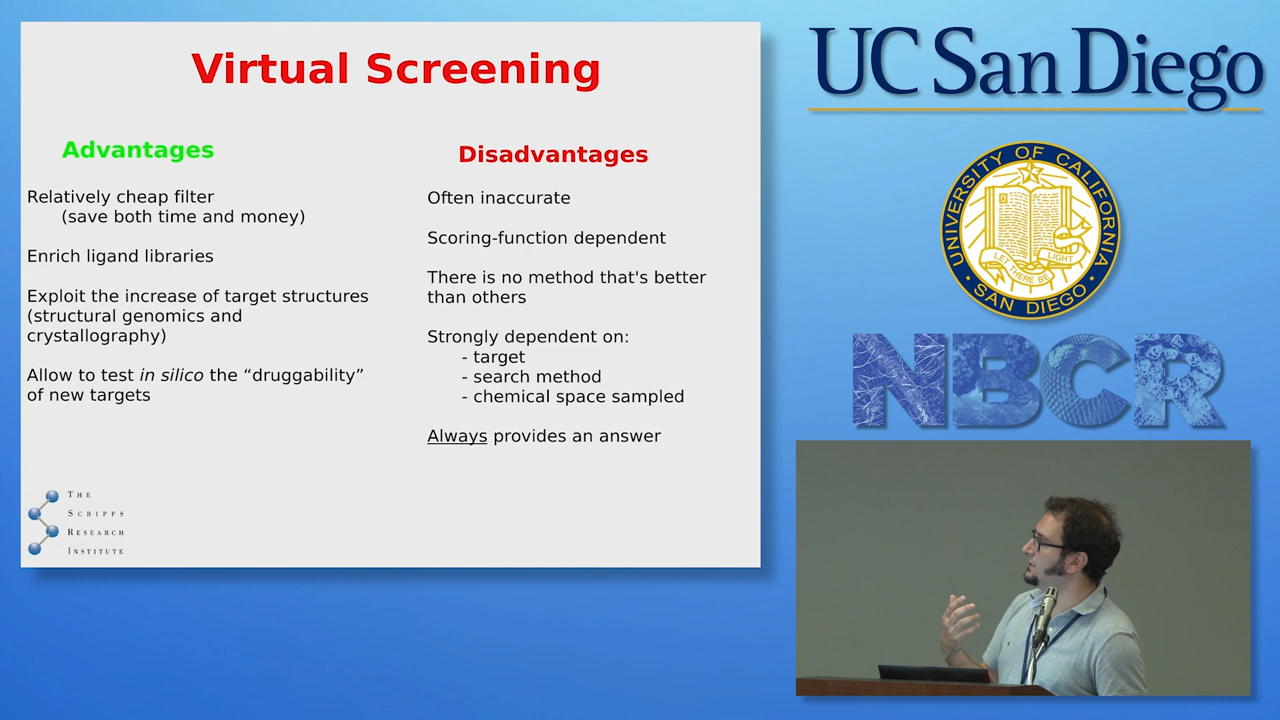 Virtual Screening
Advantages
Relatively cheap filter
(save both time and money)
Enrich ligand libraries
Exploit the increase of target structures
(structural genomics and
crystallography)
Allow to test in silico the “druggability”
of new targets
Disadvantages
Often inaccurate
Scoring-function dependent
There is no method that's better
than others
Strongly dependent on:
- target
- search method
- chemical space sampled
Always provides an answer
THE
SCRIPPS
RESEARCH
INSTITUTE
UC San Diego
UNIVERSITY OF CALIFORNIA
LET THERE BE LIGHT
· SAN DIEGO ·
NBCR